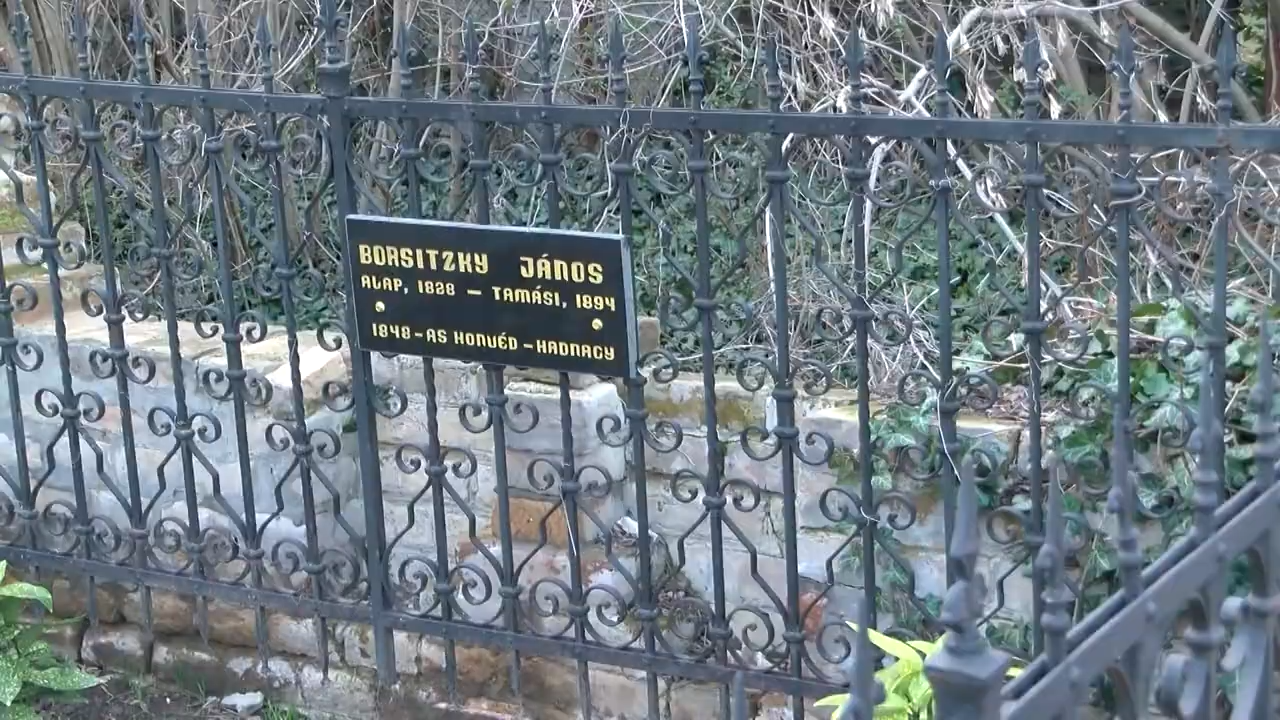 BORSITZKY JÁNOS
ALAP, 1828 — TAMÁSI, 1894
1848-AS HONVÉD-HADNAGY